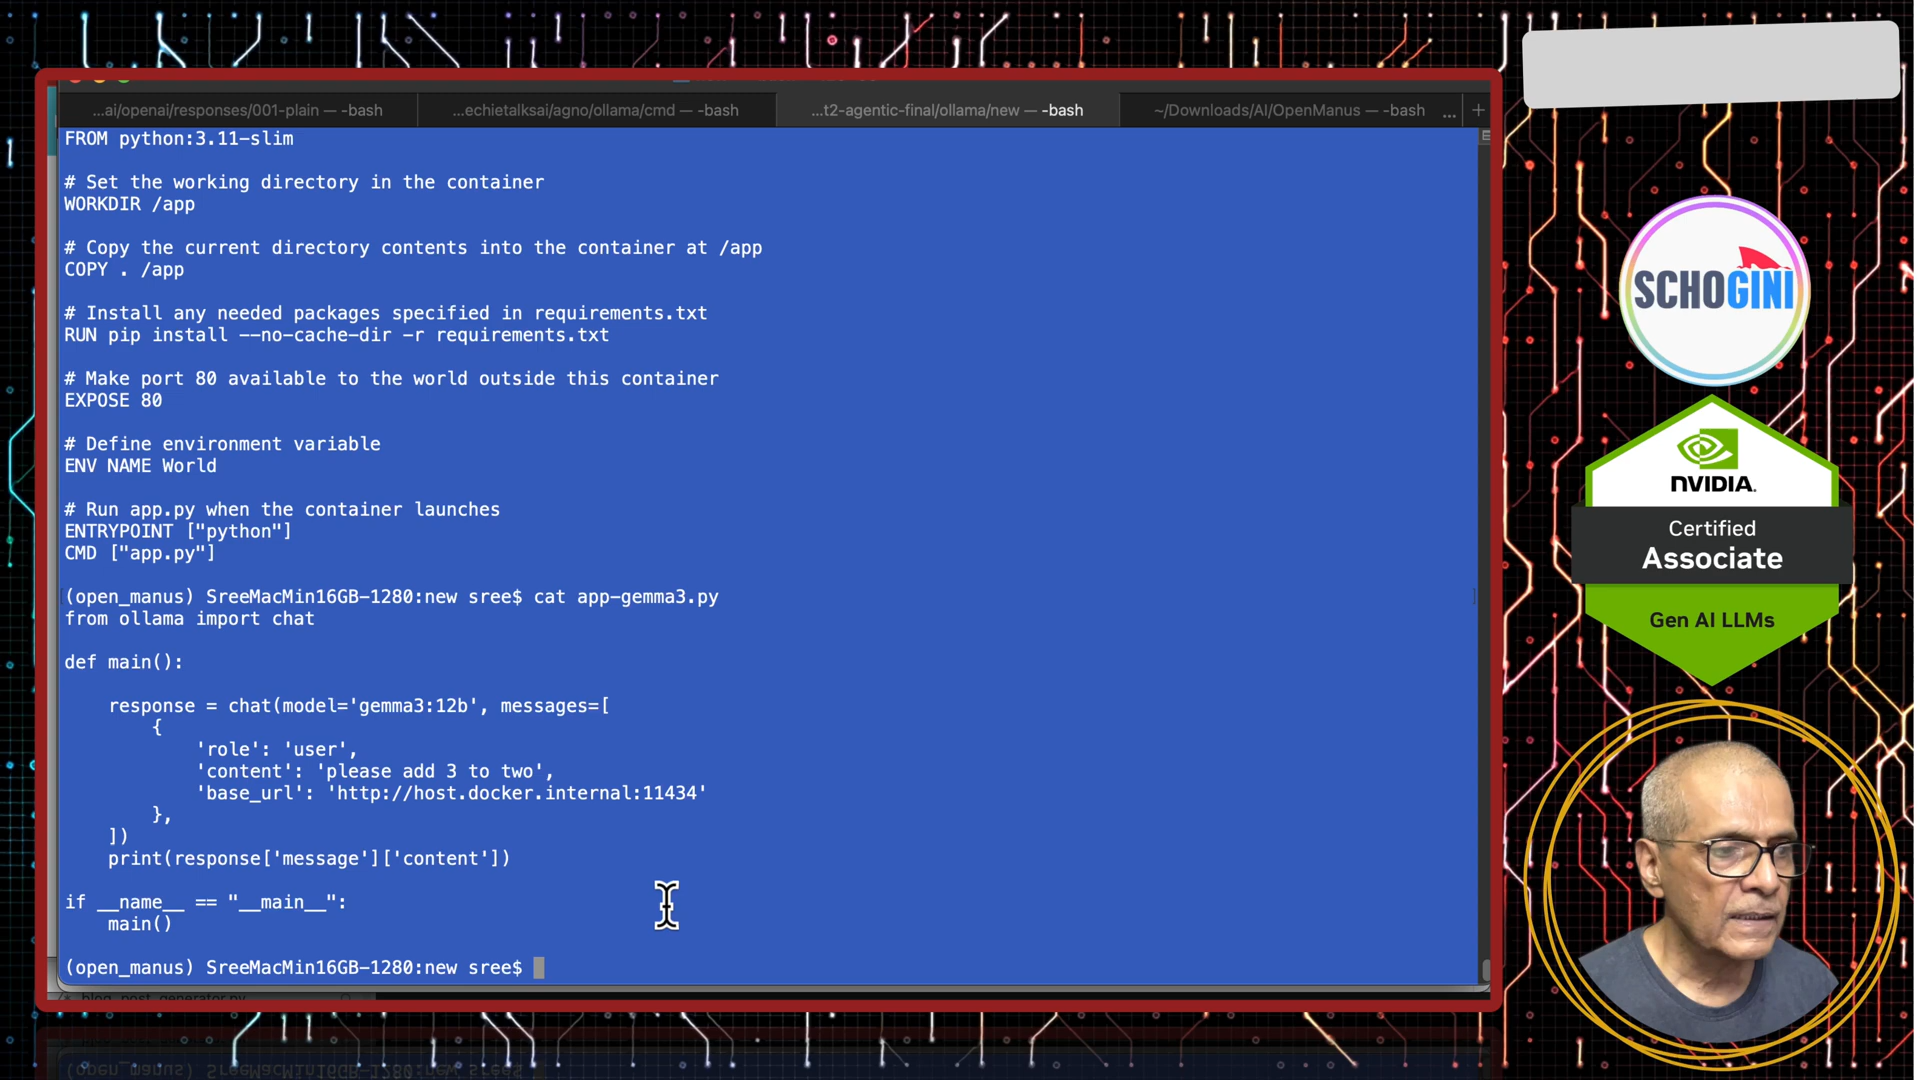 ...ai/openai/responses/001-plain — -bash
...echietalksai/agno/ollama/cmd — -bash
...t2-agentic-final/ollama/new — -bash
~/Downloads/AI/OpenManus — -bash
...
+
FROM python:3.11-slim
# Set the working directory in the container
WORKDIR /app
# Copy the current directory contents into the container at /app
COPY . /app
# Install any needed packages specified in requirements.txt
RUN pip install --no-cache-dir -r requirements.txt
# Make port 80 available to the world outside this container
EXPOSE 80
# Define environment variable
ENV NAME World
# Run app.py when the container launches
ENTRYPOINT ["python"]
CMD ["app.py"]
(open_manus) SreeMacMin16GB-1280:new sree$ cat app-gemma3.py
from ollama import chat
def main():
response = chat(model='gemma3:12b', messages=[
{
'role': 'user',
'content': 'please add 3 to two',
'base_url': 'http://host.docker.internal:11434'
},
])
print(response['message']['content'])
if __name__ == "__main__":
main()
(open_manus) SreeMacMin16GB-1280:new sree$
blog_post_generator.py
SCHOGINI
NVIDIA.
Certified
Associate
Gen AI LLMs